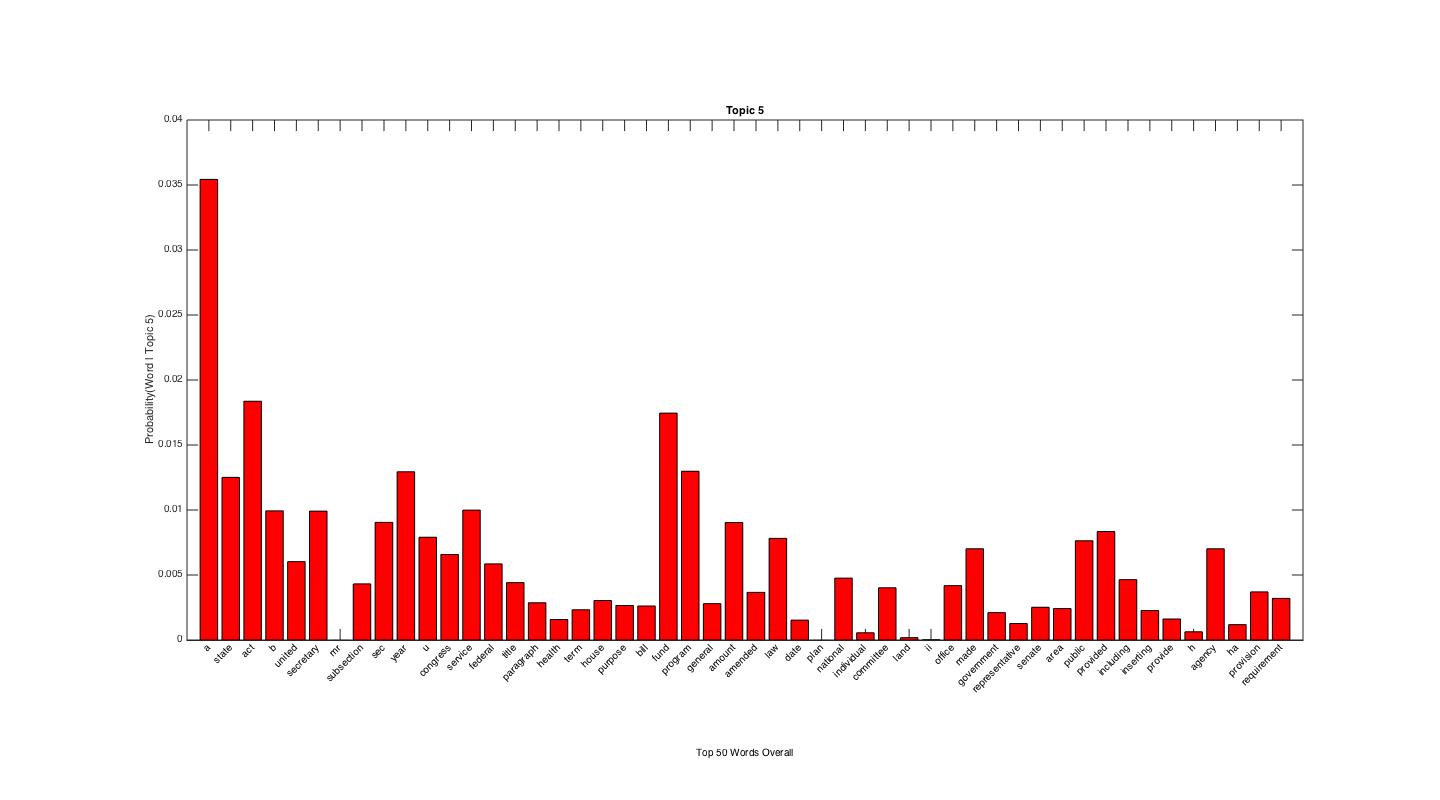 Topic 5
0.04
0.035
0.03
0.025
0.02
0.015
0.01
0.005
0
Probability(Word | Topic 5)
a
state
act
b
united
secretary
mr
subsection
sec
year
u
congress
service
federal
title
paragraph
health
term
house
purpose
bill
fund
program
general
amount
amended
law
date
plan
national
individual
committee
land
ii
office
made
government
representative
senate
area
public
provided
including
inserting
provide
h
agency
ha
provision
requirement
Top 50 Words Overall